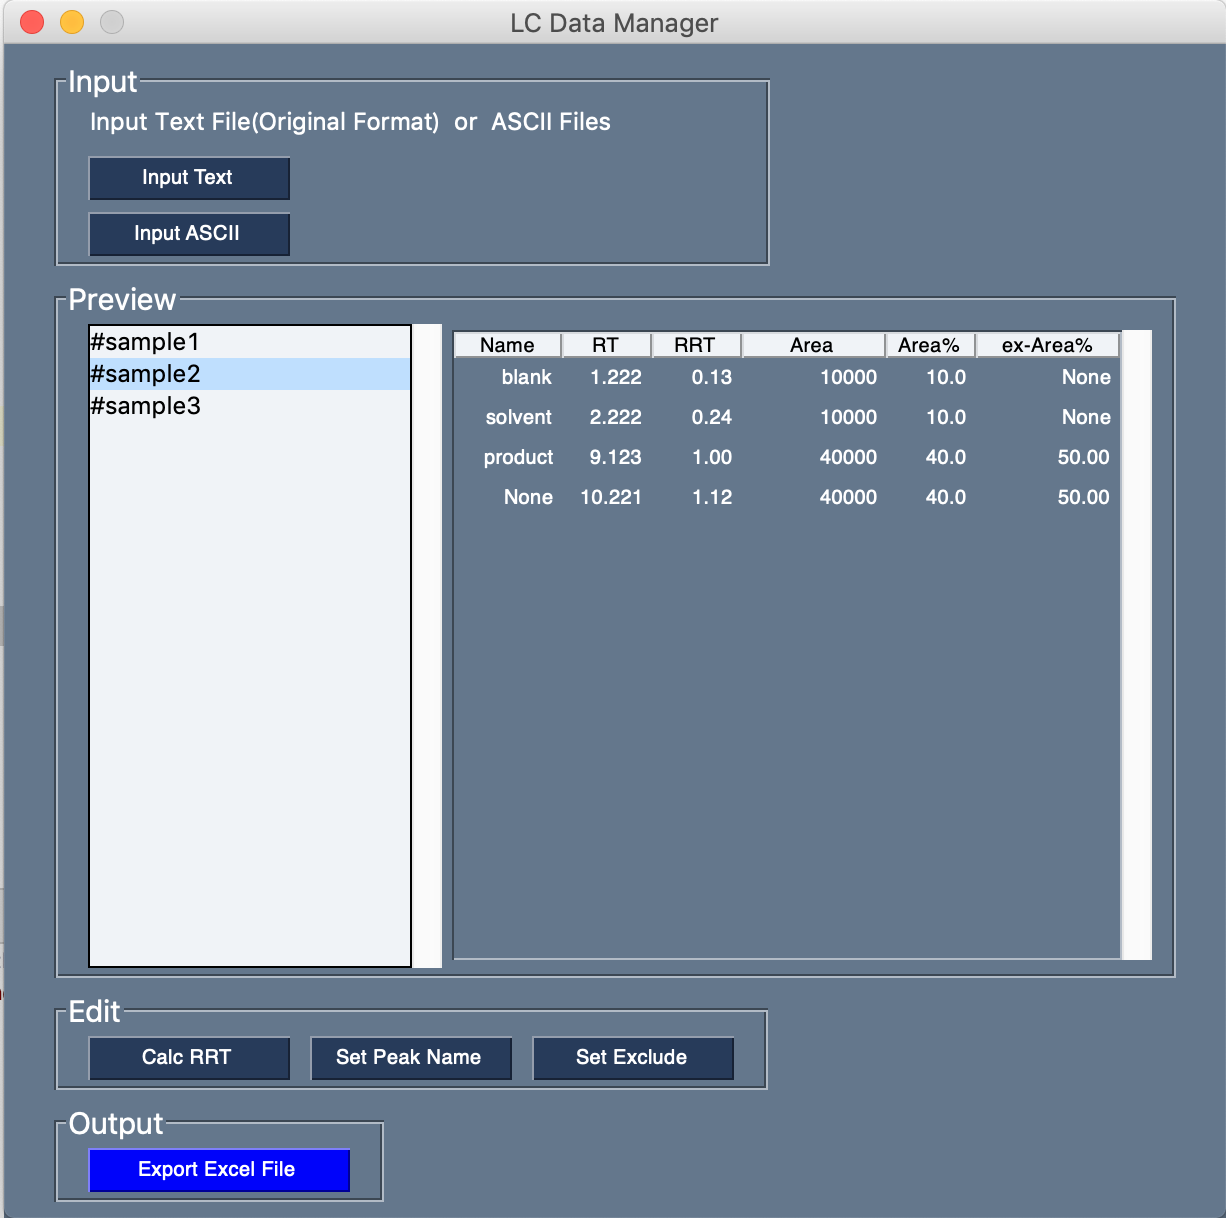 LC Data Manager
Input
Input Text File(Original Format)  or  ASCII Files
Input Text
Input ASCII
Preview
#sample1
#sample2
#sample3
Name RT RRT Area Area% ex-Area%
blank 1.222 0.13 10000 10.0 None
solvent 2.222 0.24 10000 10.0 None
product 9.123 1.00 40000 40.0 50.00
None 10.221 1.12 40000 40.0 50.00
Edit
Calc RRT Set Peak Name Set Exclude
Output
Export Excel File